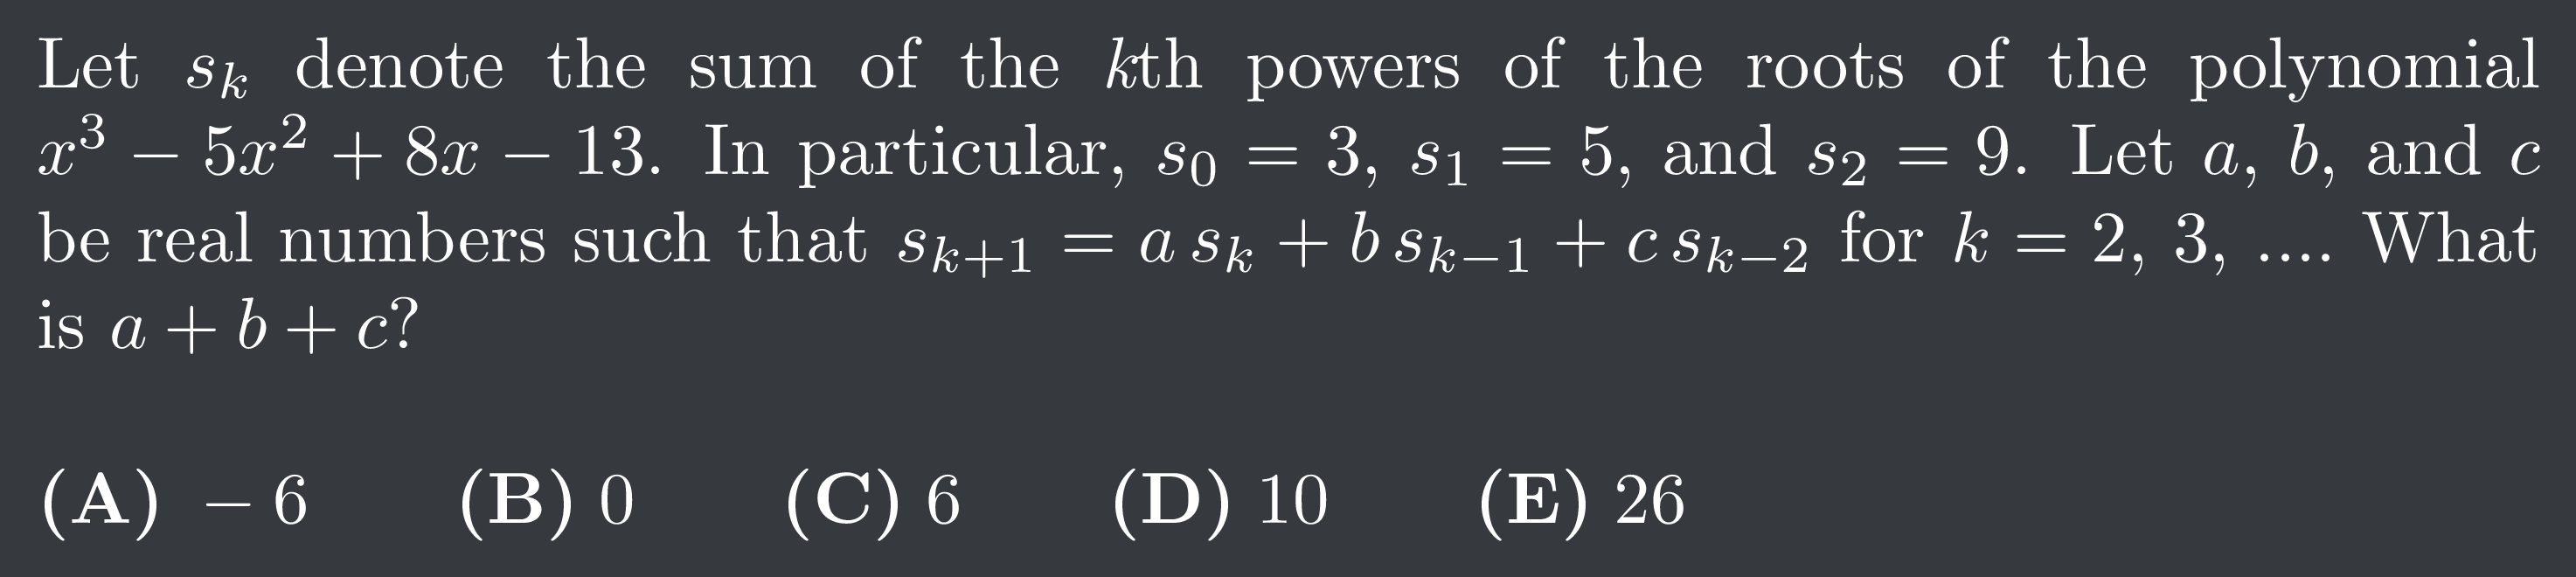 Let $s_k$ denote the sum of the $k$th powers of the roots of the polynomial
$x^3 - 5x^2 + 8x - 13$. In particular, $s_0 = 3$, $s_1 = 5$, and $s_2 = 9$. Let $a$, $b$, and $c$
be real numbers such that $s_{k+1} = a \, s_k + b \, s_{k-1} + c \, s_{k-2}$ for $k = 2, 3, ....$ What
is $a + b + c$?
(A) − 6 (B) 0 (C) 6 (D) 10 (E) 26